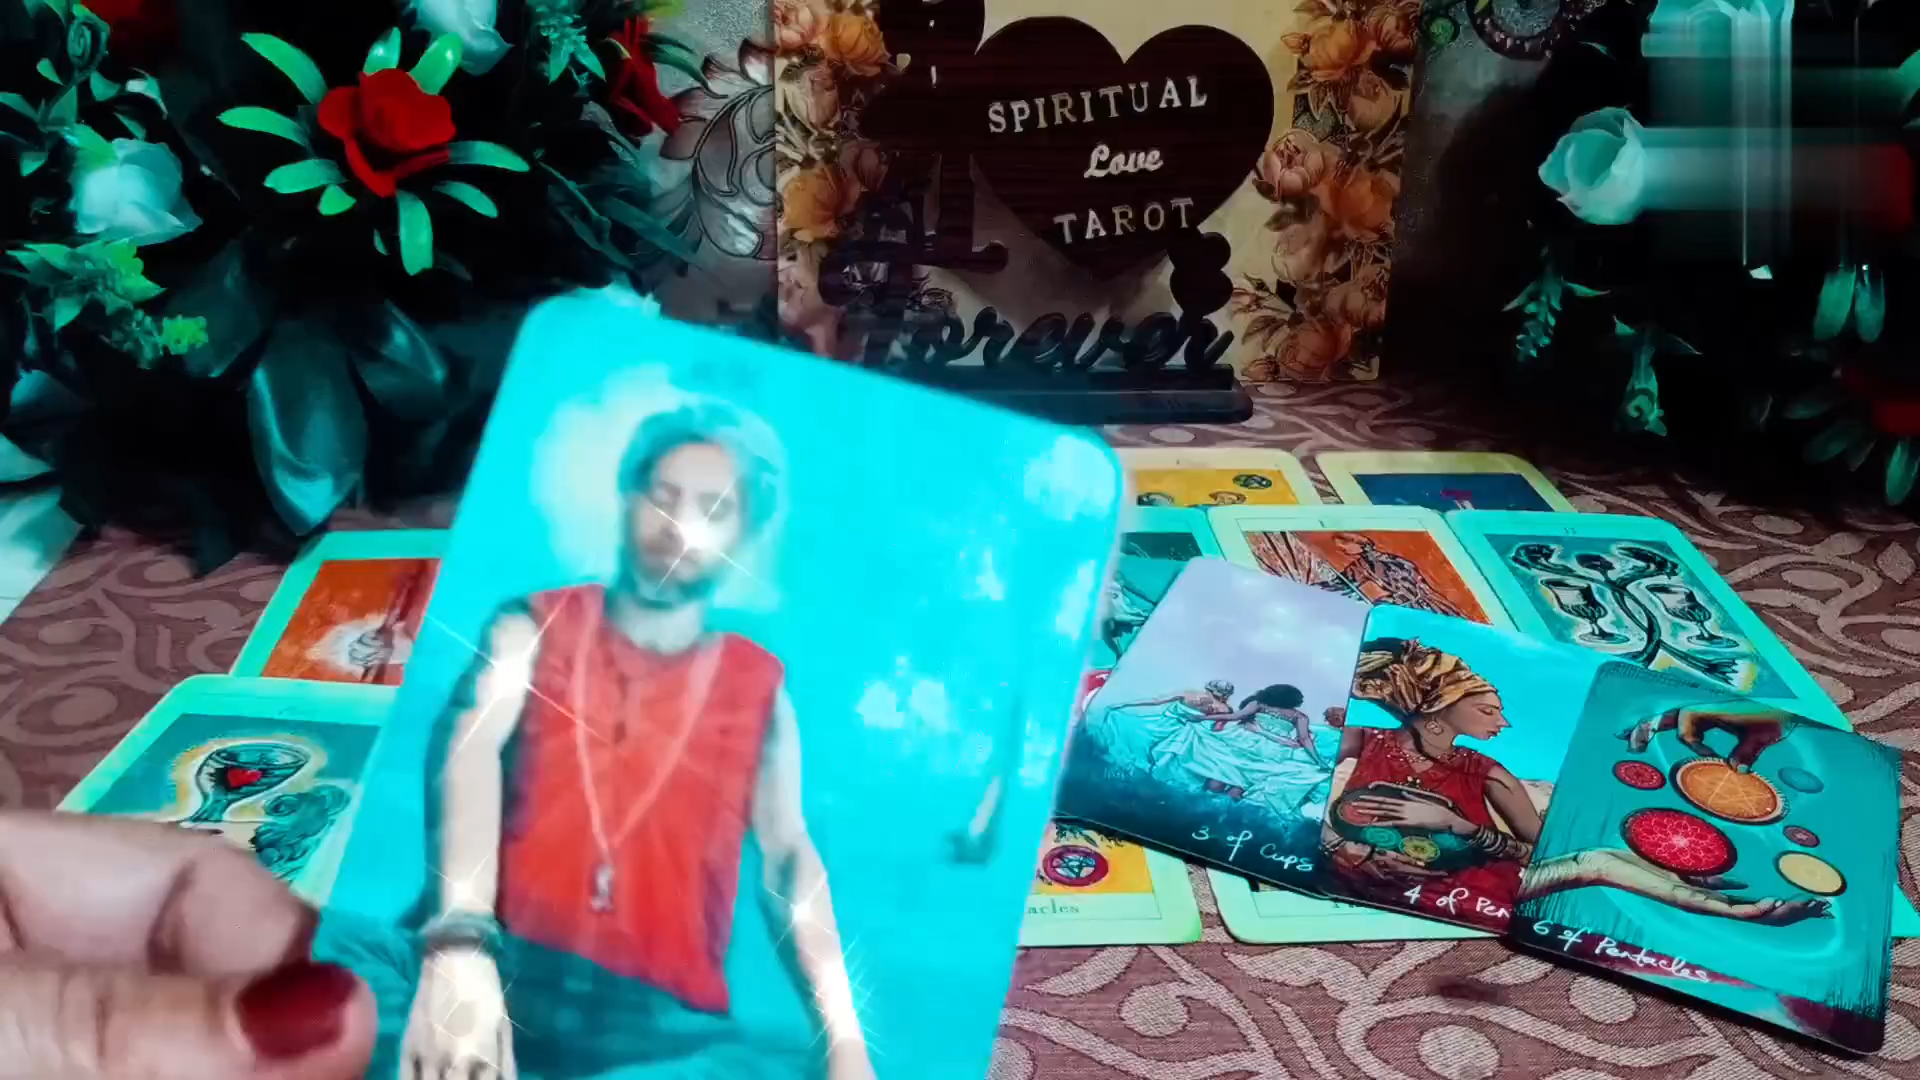 SPIRITUAL
Love
TAROT
Forever
3 of Cups
4 of Pen
6 of Pentacles
acles